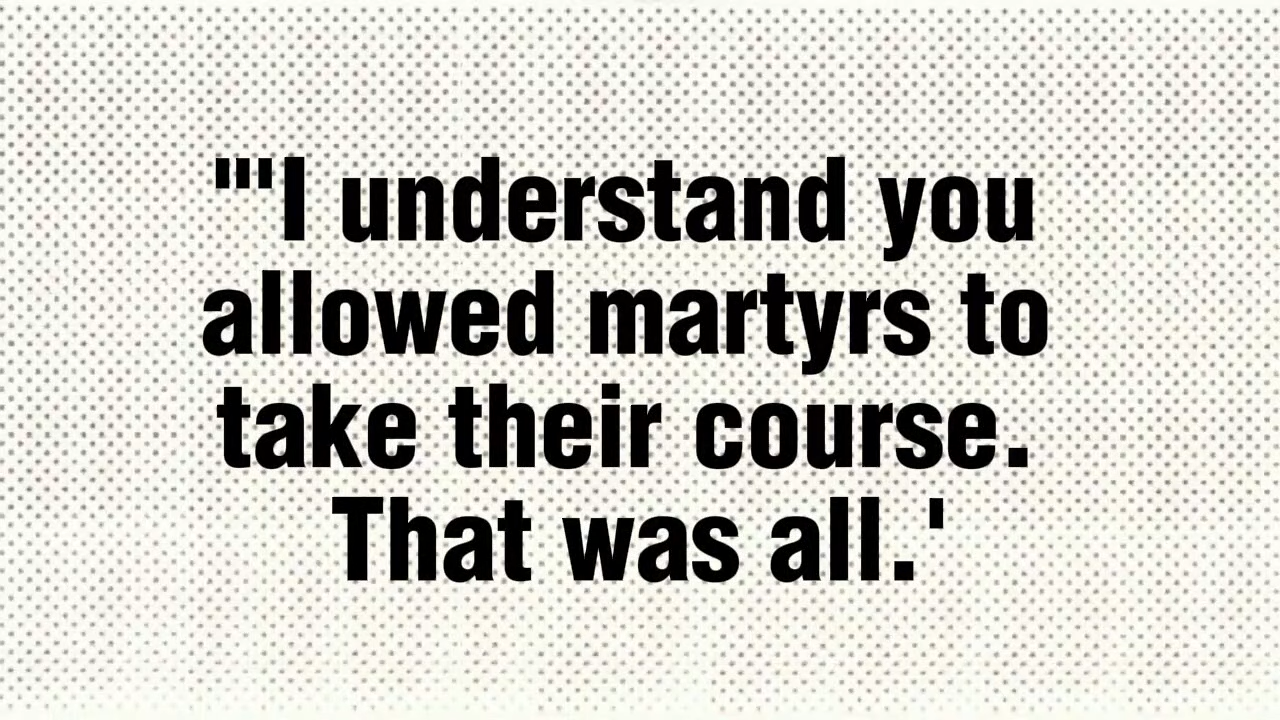 "'I understand you
allowed martyrs to
take their course.
That was all.'